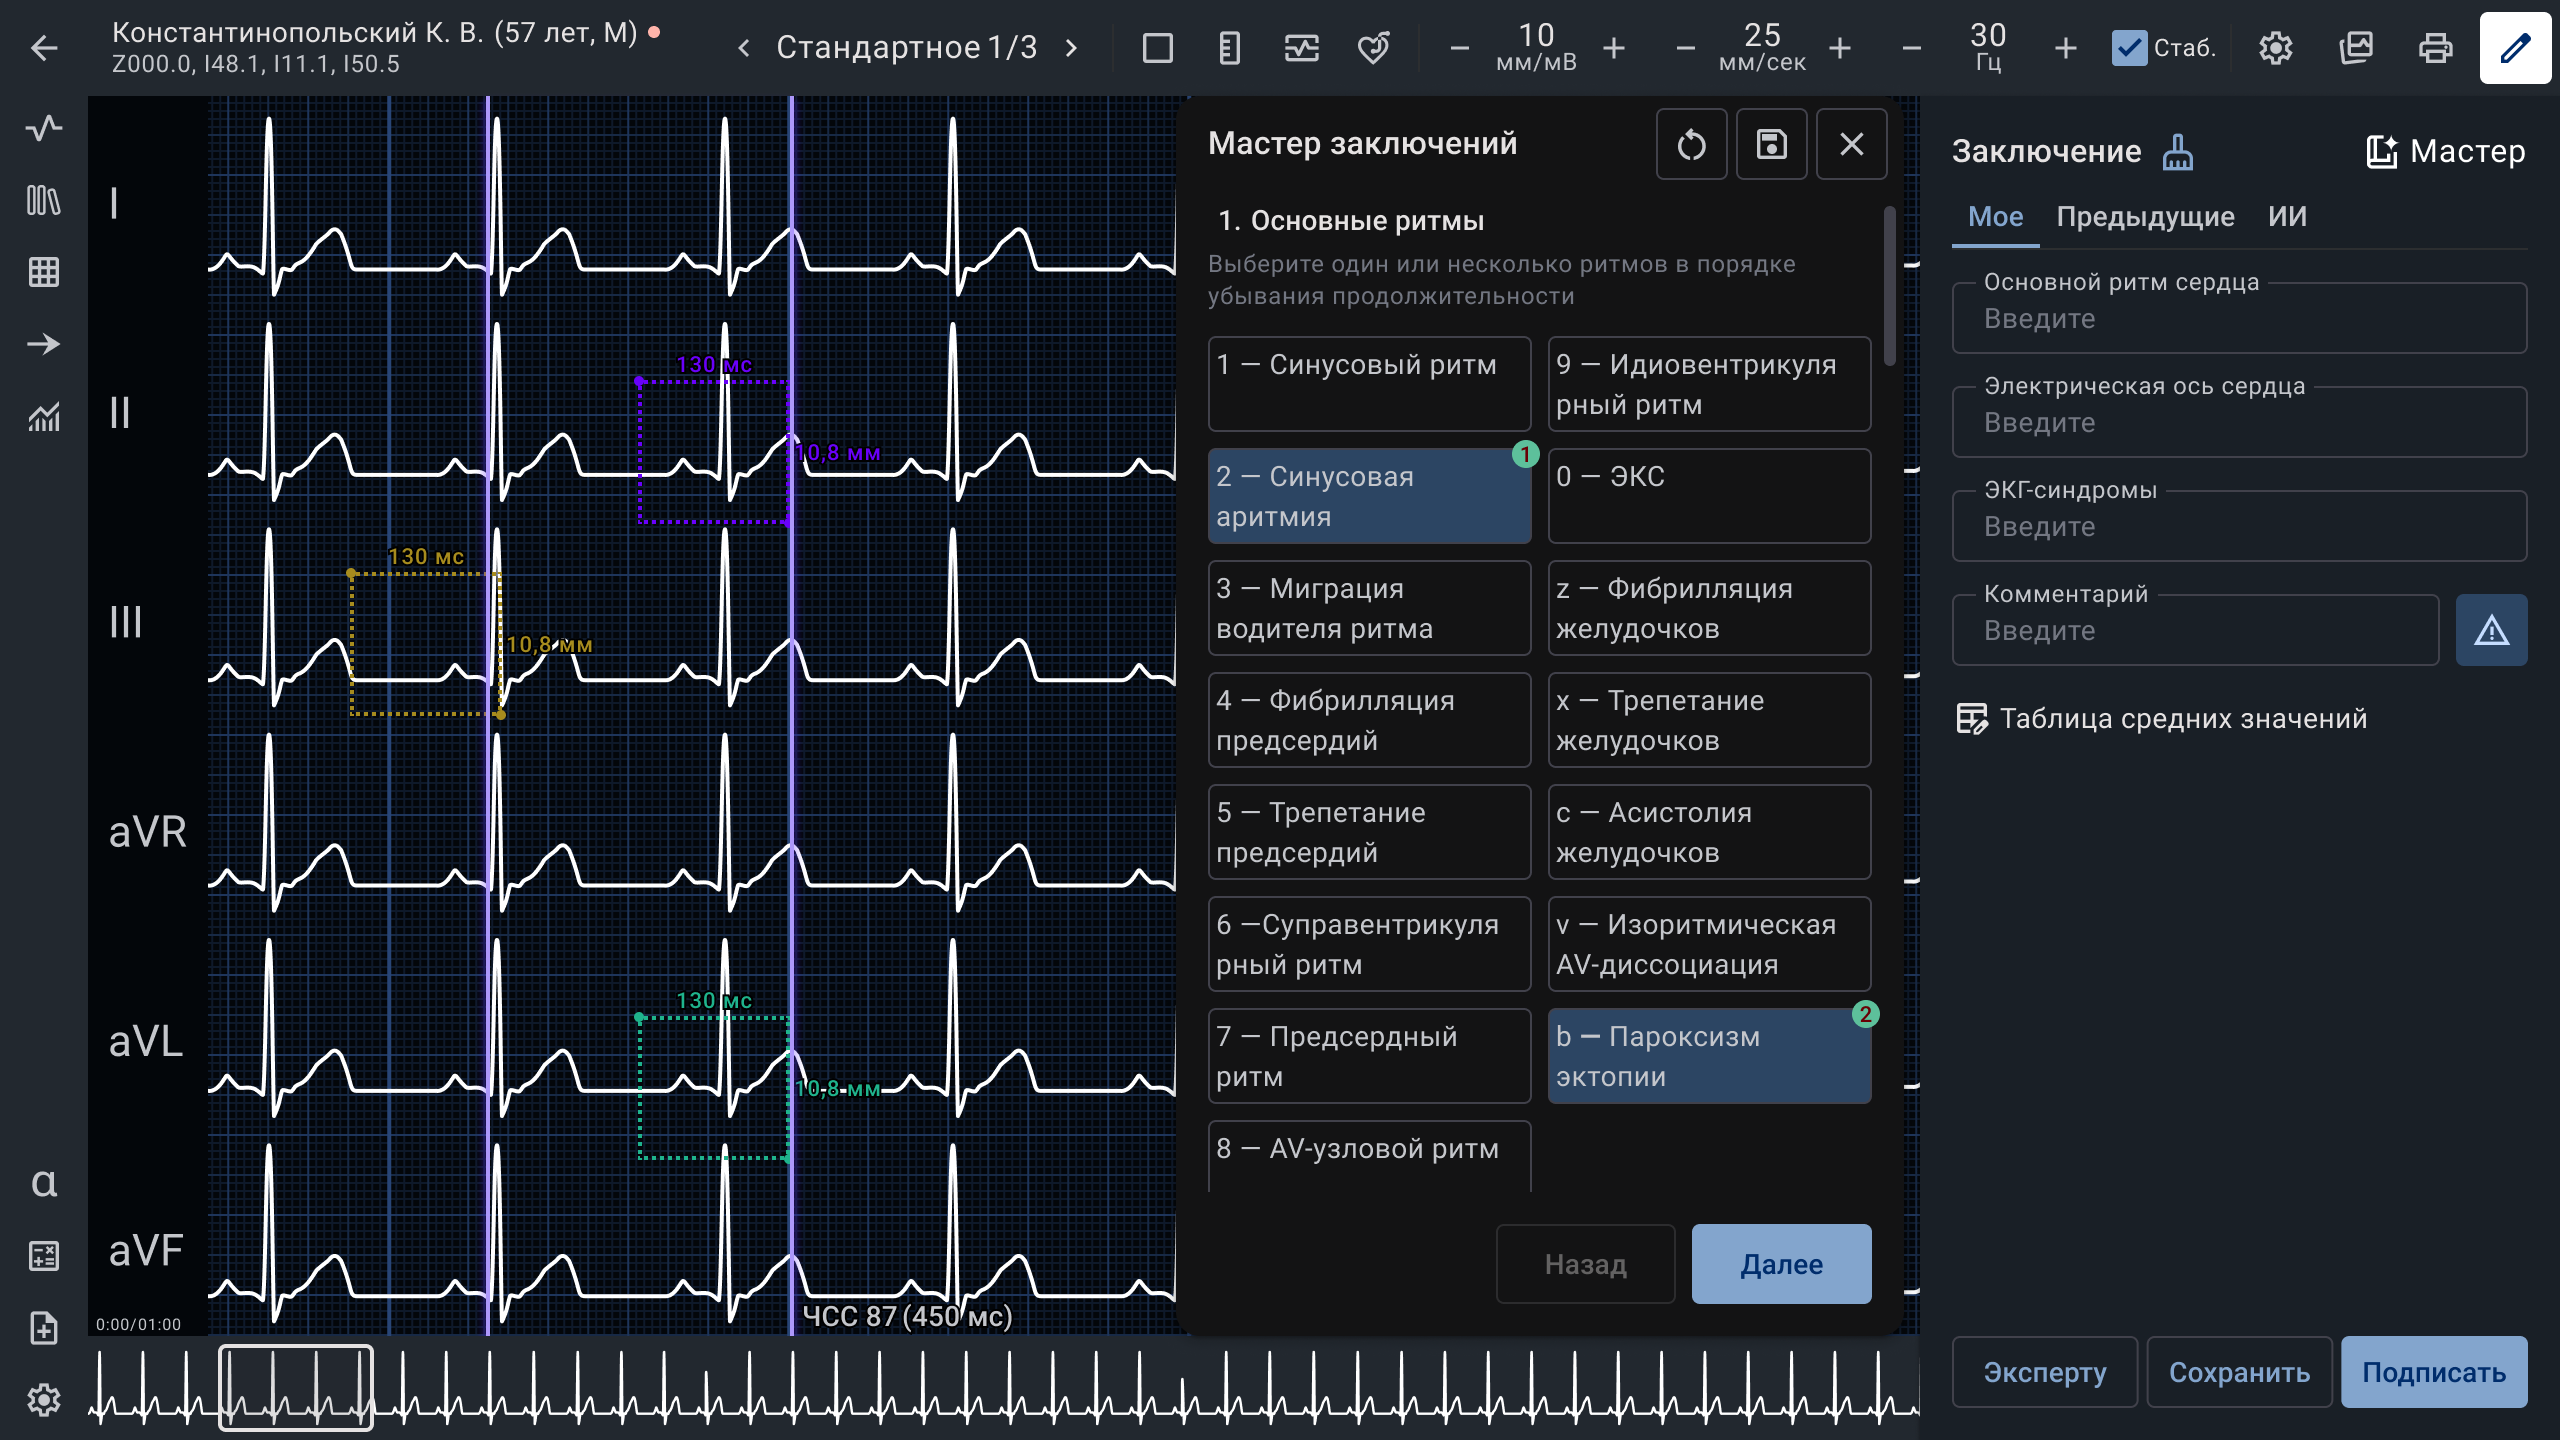 Константинопольский К. В. (57 лет, М)
Z000.0, I48.1, I11.1, I50.5
Стандартное 1/3
10
мм/мВ
25
мм/сек
30
Гц
Стаб.
I
II
III
aVR
aVL
aVF
130 мс
10,8 мм
130 мс
10,8 мм
130 мс
10,8 мм
ЧСС 87 (450 мс)
0:00/01:00
α
Мастер заключений
1. Основные ритмы
Выберите один или несколько ритмов в порядке
убывания продолжительности
1 — Синусовый ритм
9 — Идиовентрикуля
рный ритм
2 — Синусовая
аритмия
1
0 — ЭКС
3 — Миграция
водителя ритма
z — Фибрилляция
желудочков
4 — Фибрилляция
предсердий
x — Трепетание
желудочков
5 — Трепетание
предсердий
c — Асистолия
желудочков
6 —Суправентрикуля
рный ритм
v — Изоритмическая
AV-диссоциация
7 — Предсердный
ритм
b — Пароксизм
эктопии
2
8 — AV-узловой ритм
Назад
Далее
Заключение
Мастер
Мое
Предыдущие
ИИ
Основной ритм сердца
Введите
Электрическая ось сердца
Введите
ЭКГ-синдромы
Введите
Комментарий
Введите
Таблица средних значений
Эксперту
Сохранить
Подписать